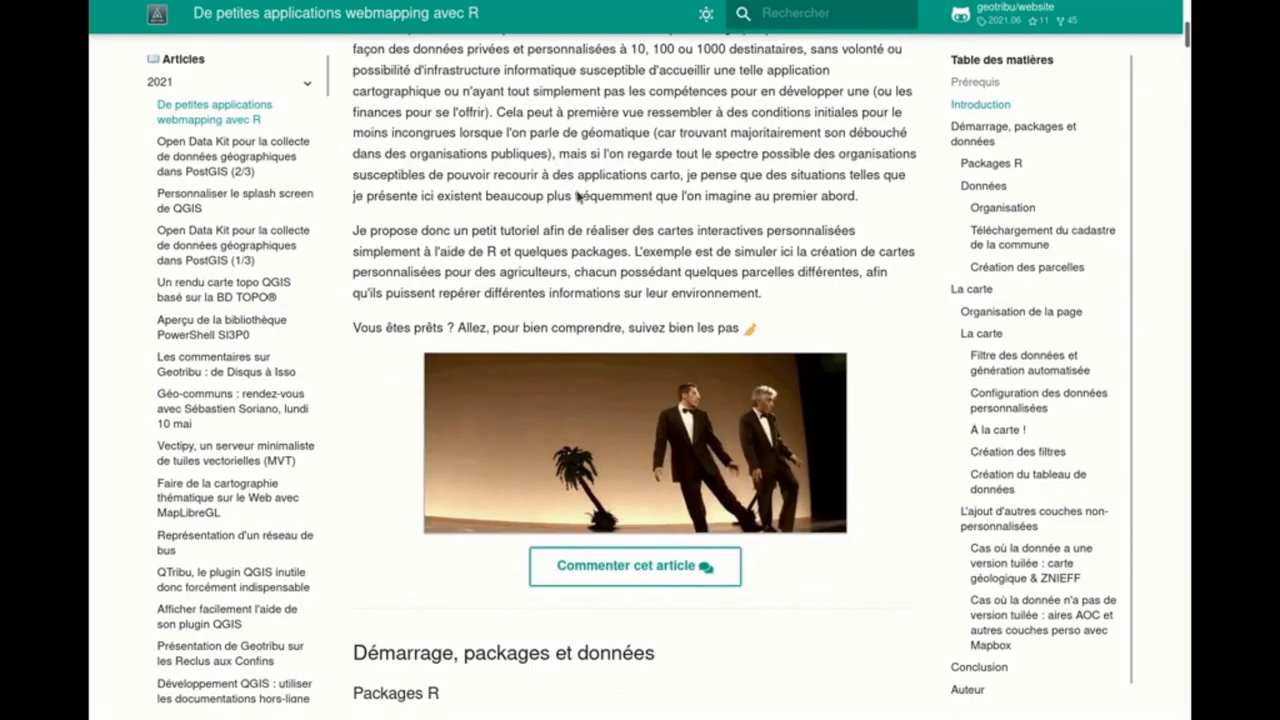 De petites applications webmapping avec R
Rechercher
geotribu/website
2021.06 11 45
Articles
2021
De petites applications
webmapping avec R
Open Data Kit pour la collecte
de données géographiques
dans PostGIS (2/3)
Personnaliser le splash screen
de QGIS
Open Data Kit pour la collecte
de données géographiques
dans PostGIS (1/3)
Un rendu carte topo QGIS
basé sur la BD TOPO®
Aperçu de la bibliothèque
PowerShell SI3P0
Les commentaires sur
Geotribu : de Disqus à Isso
Géo-communs : rendez-vous
avec Sébastien Soriano, lundi
10 mai
Vectipy, un serveur minimaliste
de tuiles vectorielles (MVT)
Faire de la cartographie
thématique sur le Web avec
MapLibreGL
Représentation d'un réseau de
bus
QTribu, le plugin QGIS inutile
donc forcément indispensable
Afficher facilement l'aide de
son plugin QGIS
Présentation de Geotribu sur
les Reclus aux Confins
Développement QGIS : utiliser
les documentations hors-ligne
façon des données privées et personnalisées à 10, 100 ou 1000 destinataires, sans volonté ou
possibilité d'infrastructure informatique susceptible d'accueillir une telle application
cartographique ou n'ayant tout simplement pas les compétences pour en développer une (ou les
finances pour se l'offrir). Cela peut à première vue ressembler à des conditions initiales pour le
moins incongrues lorsque l'on parle de géomatique (car trouvant majoritairement son débouché
dans des organisations publiques), mais si l'on regarde tout le spectre possible des organisations
susceptibles de pouvoir recourir à des applications carto, je pense que des situations telles que
je présente ici existent beaucoup plus fréquemment que l'on imagine au premier abord.
Je propose donc un petit tutoriel afin de réaliser des cartes interactives personnalisées
simplement à l'aide de R et quelques packages. L'exemple est de simuler ici la création de cartes
personnalisées pour des agriculteurs, chacun possédant quelques parcelles différentes, afin
qu'ils puissent repérer différentes informations sur leur environnement.
Vous êtes prêts ? Allez, pour bien comprendre, suivez bien les pas
Commenter cet article
Démarrage, packages et données
Packages R
Table des matières
Prérequis
Introduction
Démarrage, packages et
données
Packages R
Données
Organisation
Téléchargement du cadastre
de la commune
Création des parcelles
La carte
Organisation de la page
La carte
Filtre des données et
génération automatisée
Configuration des données
personnalisées
À la carte !
Création des filtres
Création du tableau de
données
L'ajout d'autres couches non-
personnalisées
Cas où la donnée a une
version tuilée : carte
géologique & ZNIEFF
Cas où la donnée n'a pas de
version tuilée : aires AOC et
autres couches perso avec
Mapbox
Conclusion
Auteur